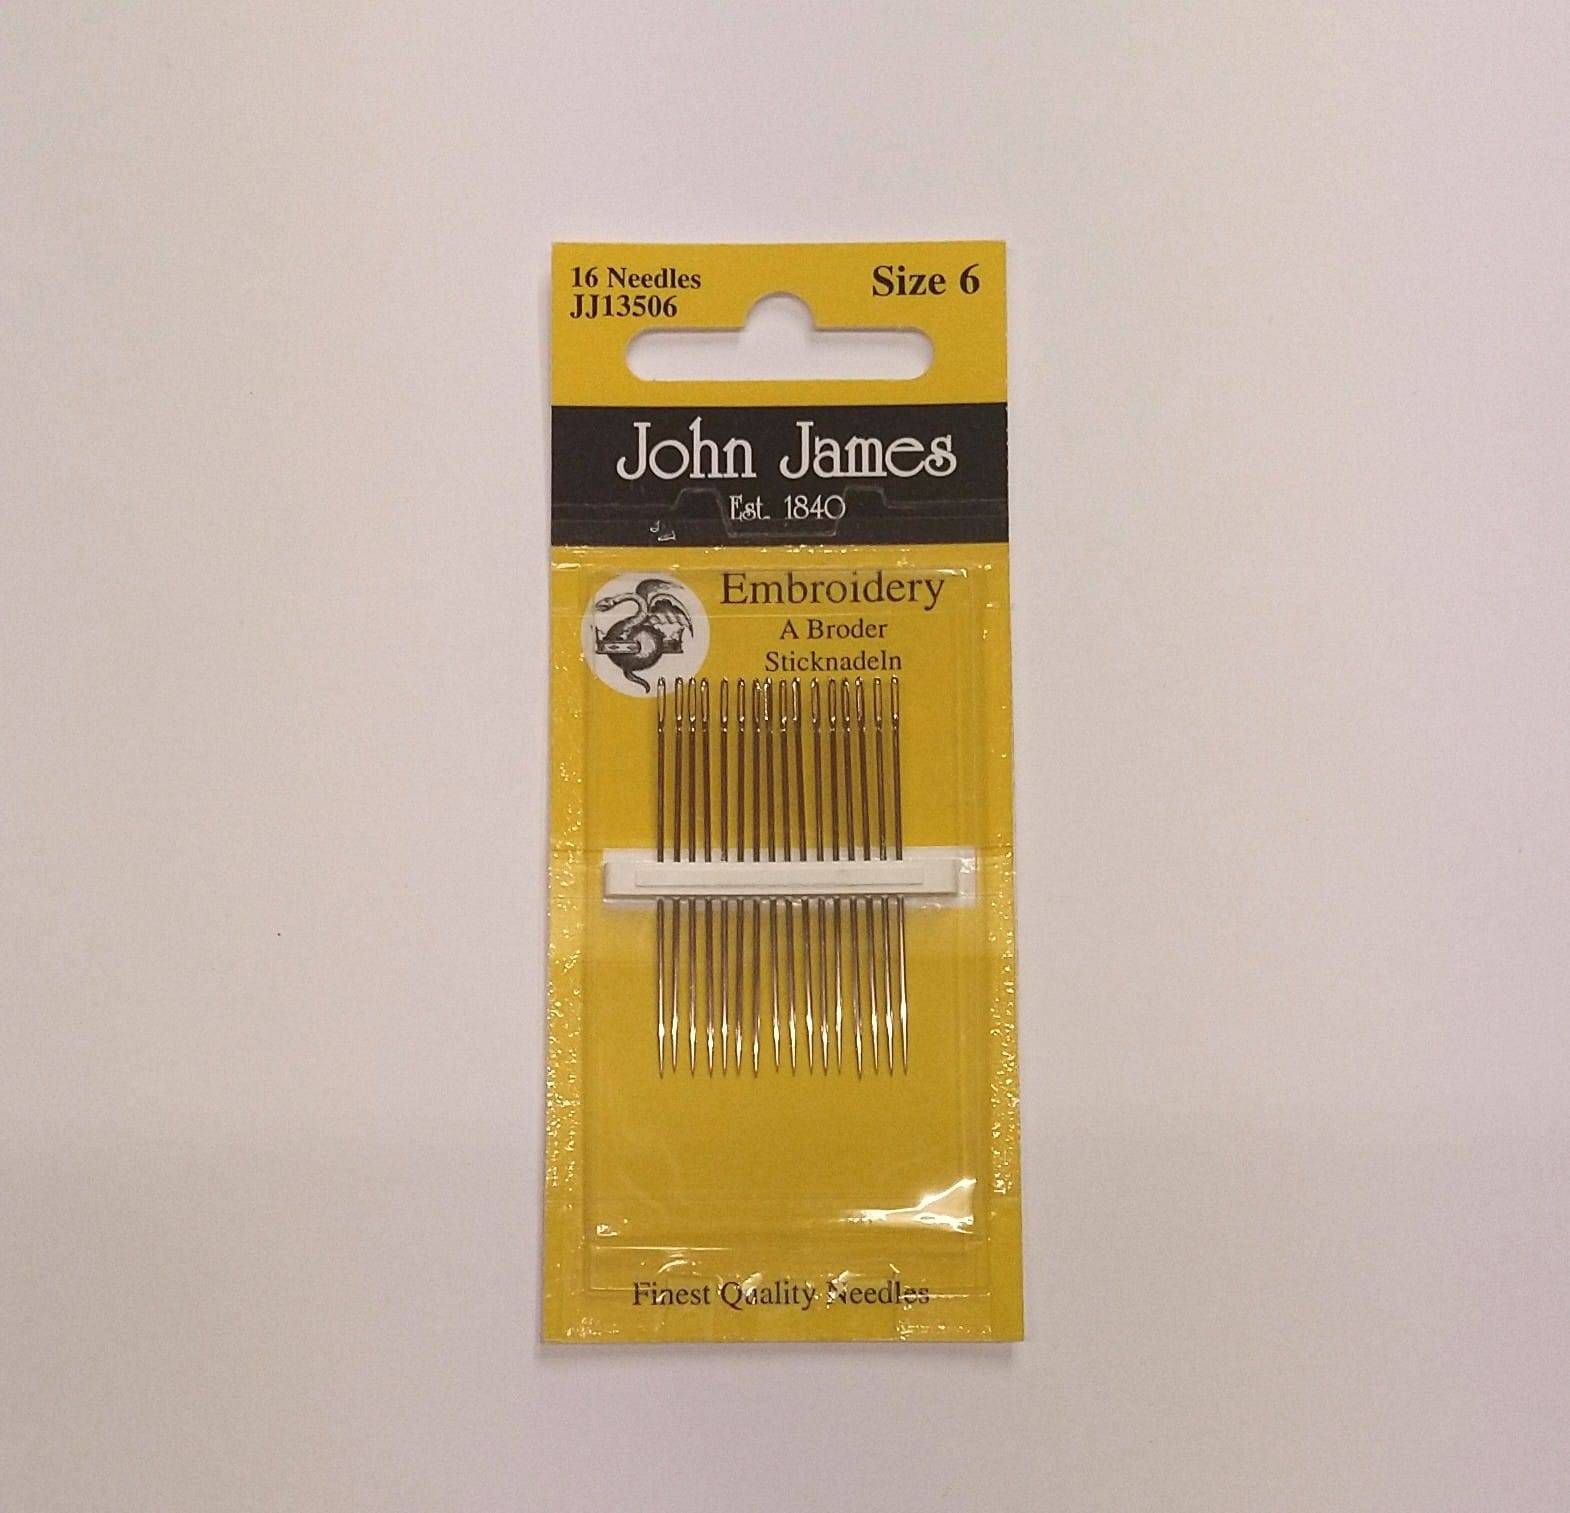 16 Needles
JJ13506
Size 6
John James
Est. 1840
Embroidery
A Broder
Sticknadeln
Finest Quality Needles